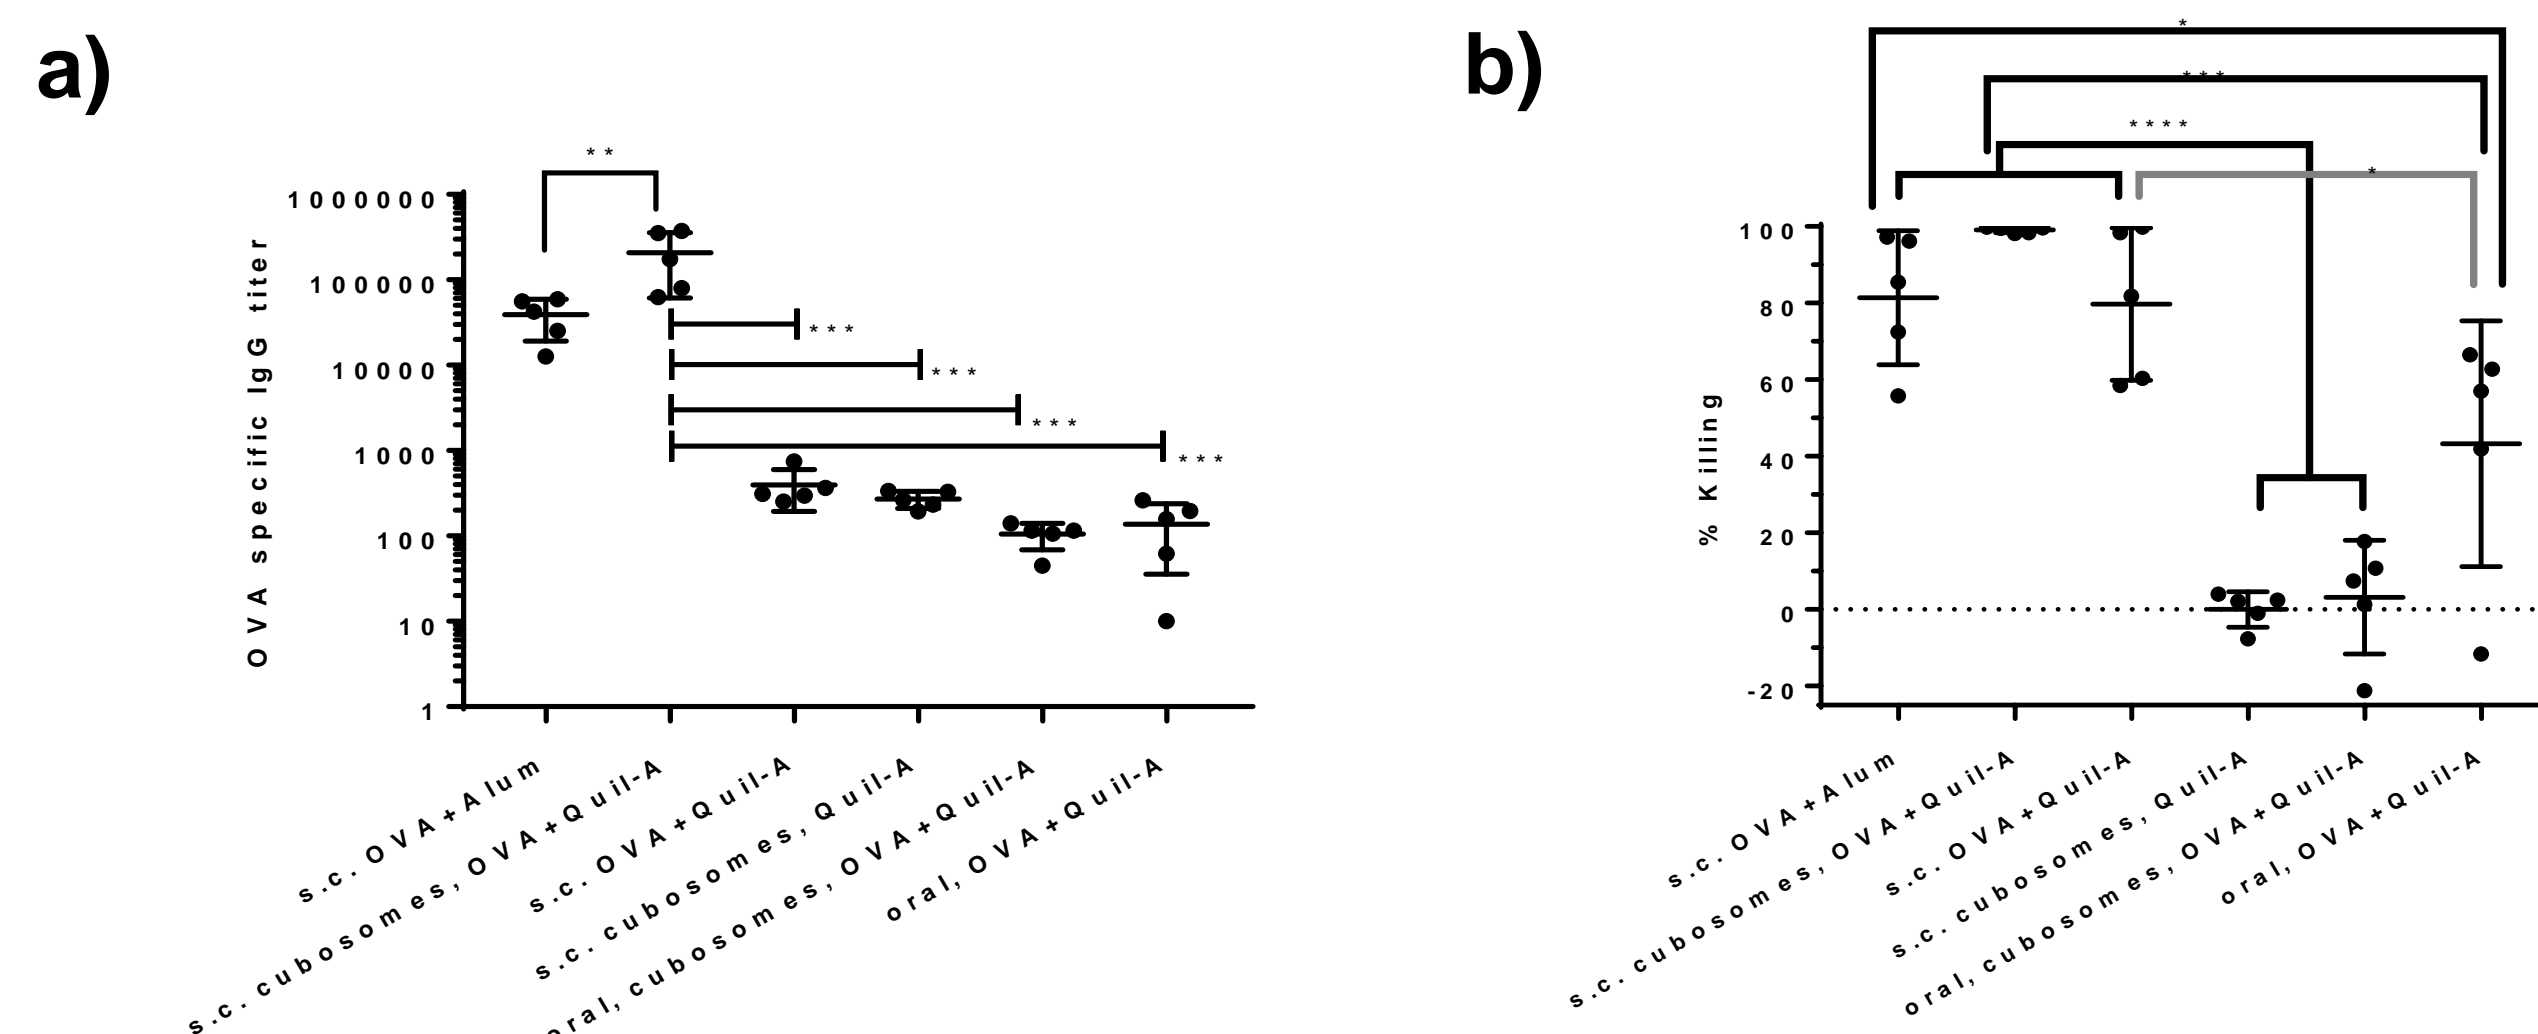 a)
**
OVA specific IgG titer
1000000
100000
10000
1000
100
10
1
***
***
***
***
s.c. OVA+Alum
s.c. cubosomes, OVA+Quil-A
s.c. OVA+Quil-A
s.c. cubosomes, Quil-A
oral, cubosomes, OVA+Quil-A
oral, OVA+Quil-A
b)
*
***
****
*
% Killing
100
80
60
40
20
0
-20
s.c. OVA+Alum
s.c. cubosomes, OVA+Quil-A
s.c. OVA+Quil-A
s.c. cubosomes, Quil-A
oral, cubosomes, OVA+Quil-A
oral, OVA+Quil-A